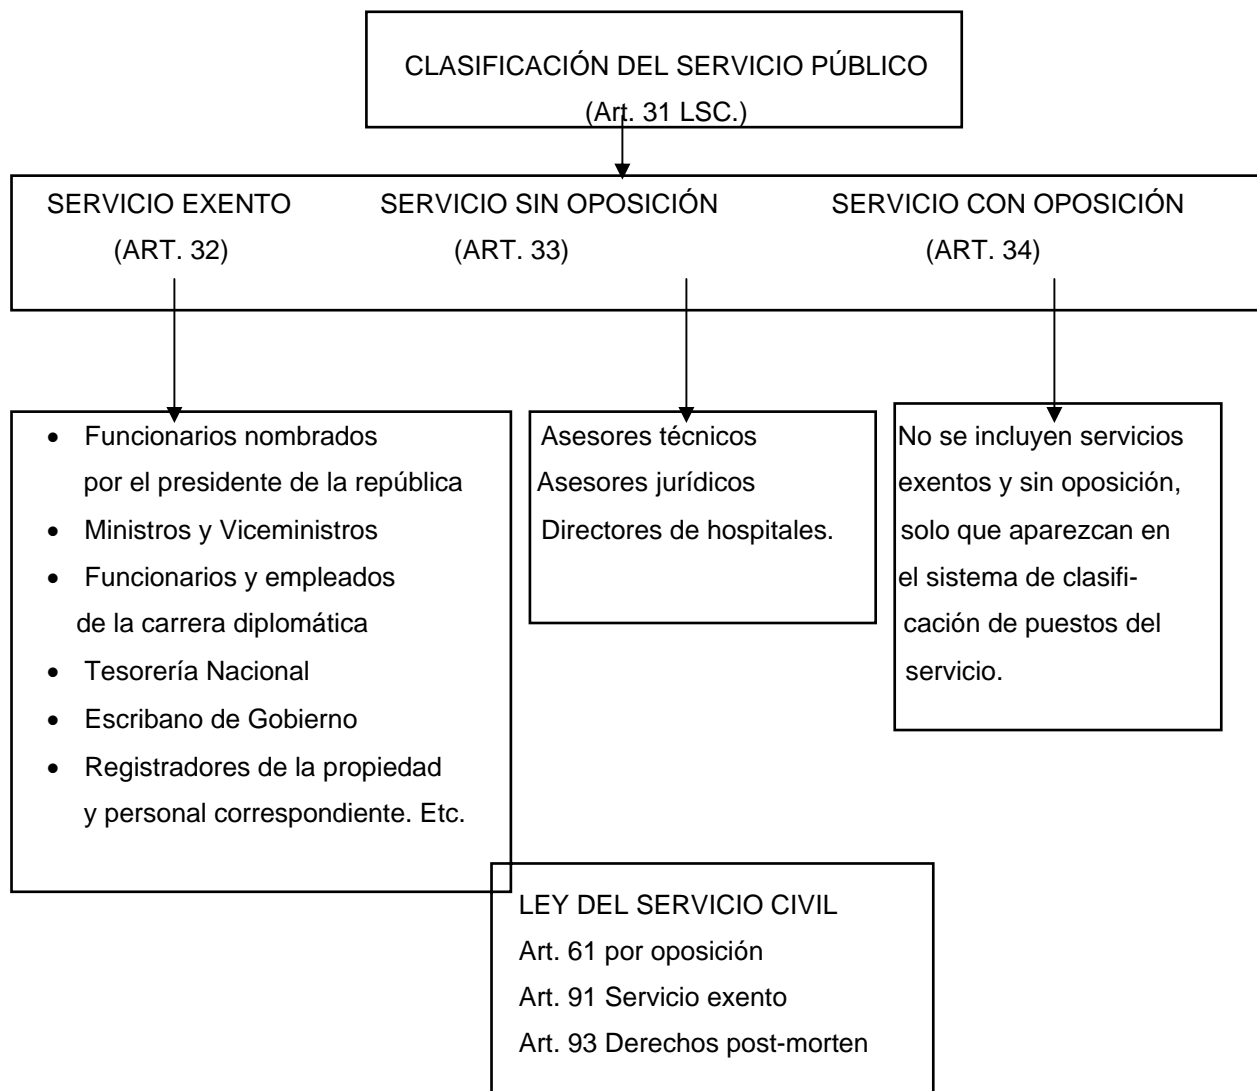 CLASIFICACIÓN DEL SERVICIO PÚBLICO
(Art. 31 LSC.)
SERVICIO EXENTO
(ART. 32)
SERVICIO SIN OPOSICIÓN
(ART. 33)
SERVICIO CON OPOSICIÓN
(ART. 34)
• Funcionarios nombrados
por el presidente de la república
• Ministros y Viceministros
• Funcionarios y empleados
de la carrera diplomática
• Tesorería Nacional
• Escribano de Gobierno
• Registradores de la propiedad
y personal correspondiente. Etc.
Asesores técnicos
Asesores jurídicos
Directores de hospitales.
No se incluyen servicios
exentos y sin oposición,
solo que aparezcan en
el sistema de clasifi-
cación de puestos del
servicio.
LEY DEL SERVICIO CIVIL
Art. 61 por oposición
Art. 91 Servicio exento
Art. 93 Derechos post-morten